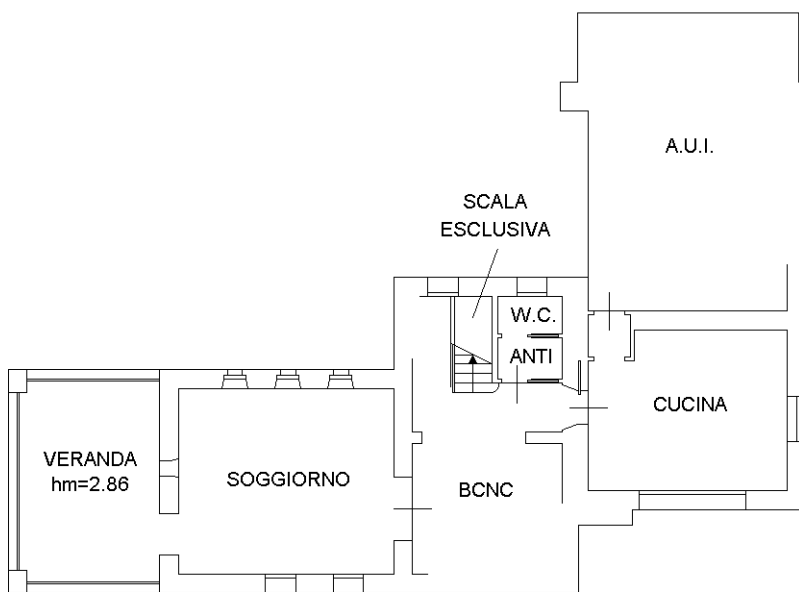 A.U.I.
SCALA
ESCLUSIVA
W.C.
ANTI
CUCINA
VERANDA
hm=2.86
SOGGIORNO
BCNC